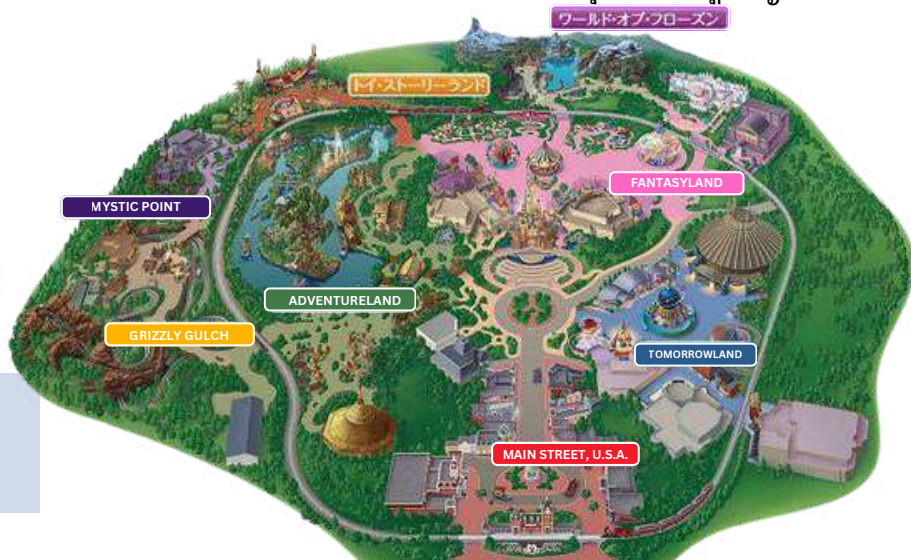 ワールド・オブ・フローズン
トイ・ストーリーランド
FANTASYLAND
MYSTIC POINT
ADVENTURELAND
GRIZZLY GULCH
TOMORROWLAND
MAIN STREET, U.S.A.